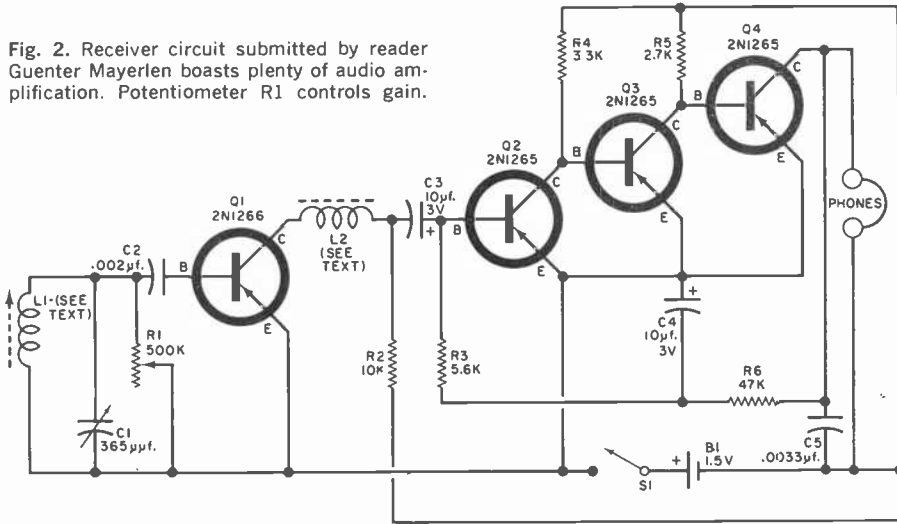 Fig. 2. Receiver circuit submitted by reader
Guenter Mayerlen boasts plenty of audio am-
plification. Potentiometer R1 controls gain.
R4
3.3K
R5
2.7K
Q4
2N1265
C
B
E
Q3
2N1265
C
B
E
Q2
2N1265
C
B
E
C3
10µf.
3V
+
Q1
2N1266
C
B
E
L2
(SEE
TEXT)
C2
.002µf.
L1-(SEE
TEXT)
R1
500K
C1
365µµf.
R2
10K
R3
5.6K
+
C4
10µf.
3V
R6
47K
PHONES
C5
.0033µf.
S1
+
B1
1.5V